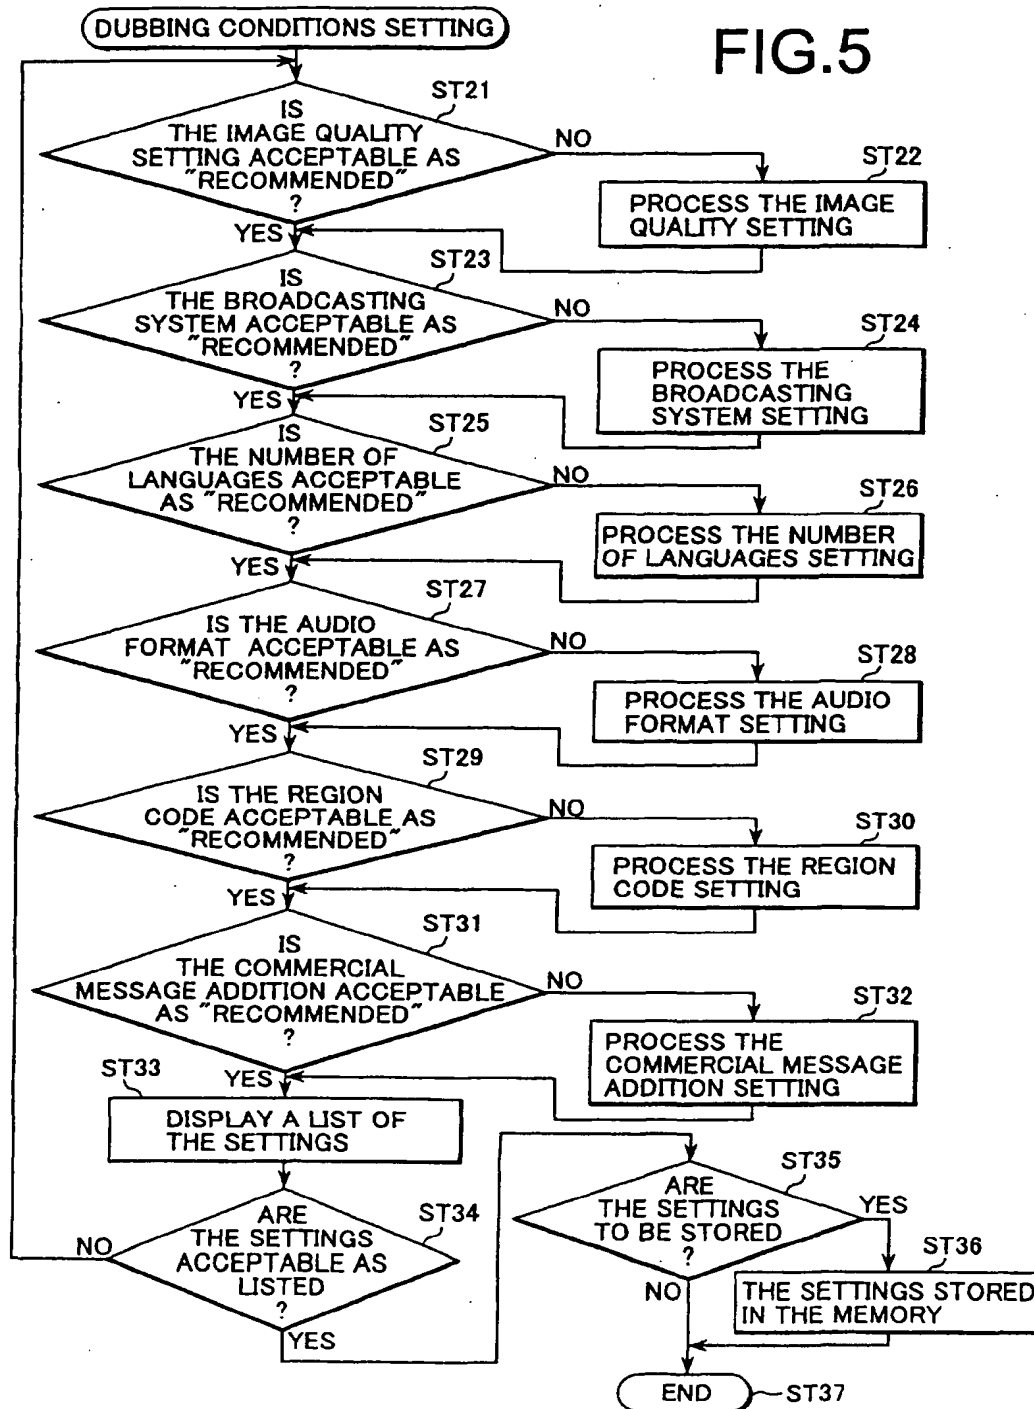 DUBBING CONDITIONS SETTING
FIG.5
ST21
IS
THE IMAGE QUALITY
SETTING ACCEPTABLE AS
"RECOMMENDED"
?
NO
YES
ST22
PROCESS THE IMAGE
QUALITY SETTING
ST23
IS
THE BROADCASTING
SYSTEM ACCEPTABLE AS
"RECOMMENDED"
?
NO
YES
ST24
PROCESS THE
BROADCASTING
SYSTEM SETTING
ST25
IS
THE NUMBER OF
LANGUAGES ACCEPTABLE
AS "RECOMMENDED"
?
NO
YES
ST26
PROCESS THE NUMBER
OF LANGUAGES SETTING
ST27
IS THE AUDIO
FORMAT ACCEPTABLE AS
"RECOMMENDED"
?
NO
YES
ST28
PROCESS THE AUDIO
FORMAT SETTING
ST29
IS THE REGION
CODE ACCEPTABLE AS
"RECOMMENDED"
?
NO
YES
ST30
PROCESS THE REGION
CODE SETTING
ST31
IS
THE COMMERCIAL
MESSAGE ADDITION ACCEPTABLE
AS "RECOMMENDED"
?
NO
YES
ST32
PROCESS THE
COMMERCIAL MESSAGE
ADDITION SETTING
ST33
DISPLAY A LIST OF
THE SETTINGS
ST34
ARE
THE SETTINGS
ACCEPTABLE AS
LISTED
?
NO
YES
ST35
ARE
THE SETTINGS
TO BE STORED
?
YES
NO
ST36
THE SETTINGS STORED
IN THE MEMORY
END
ST37